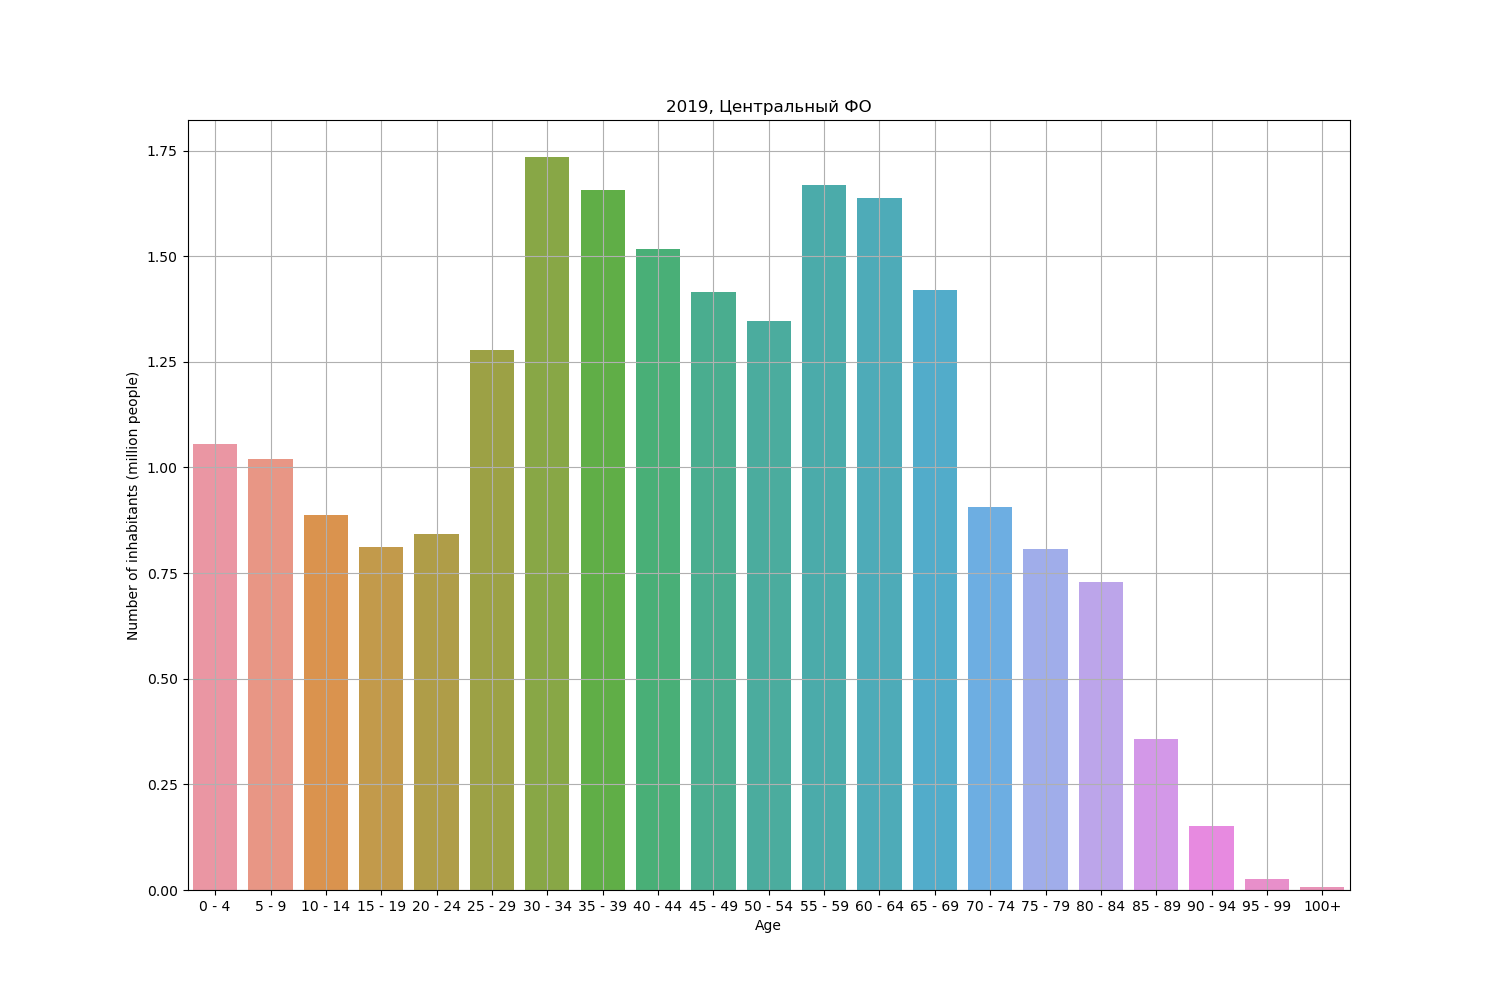 2019, Центральный ФО
Number of inhabitants (million people)
1.75
1.50
1.25
1.00
0.75
0.50
0.25
0.00
0 - 4 5 - 9 10 - 14 15 - 19 20 - 24 25 - 29 30 - 34 35 - 39 40 - 44 45 - 49 50 - 54 55 - 59 60 - 64 65 - 69 70 - 74 75 - 79 80 - 84 85 - 89 90 - 94 95 - 99 100+
Age